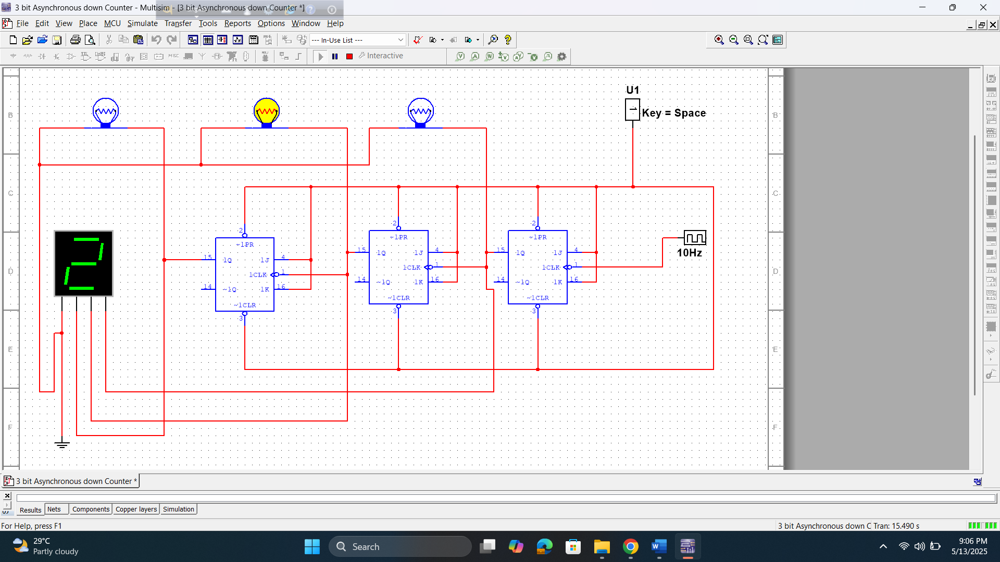 3 bit Asynchronous down Counter - Multisim - [3 bit Asynchronous down Counter *]
File Edit View Place MCU Simulate Transfer Tools Reports Options Window Help
--- In-Use List ---
MISC Interactive
U1
Key = Space
B B
C C
D D
E E
F F
2 2 2
~1PR ~1PR ~1PR
15 1Q 1J 4
15 1Q 1J 4
15 1Q 1J 4
1CLK 1
1CLK 1
1CLK 1
14 ~1Q 1K 16
14 ~1Q 1K 16
14 ~1Q 1K 16
~1CLR ~1CLR ~1CLR
3 3 3
10Hz
2
3 bit Asynchronous down Counter *
Results Nets Components Copper layers Simulation
For Help, press F1
3 bit Asynchronous down C Tran: 15.490 s
29°C
Partly cloudy
Search
9:06 PM
5/13/2025